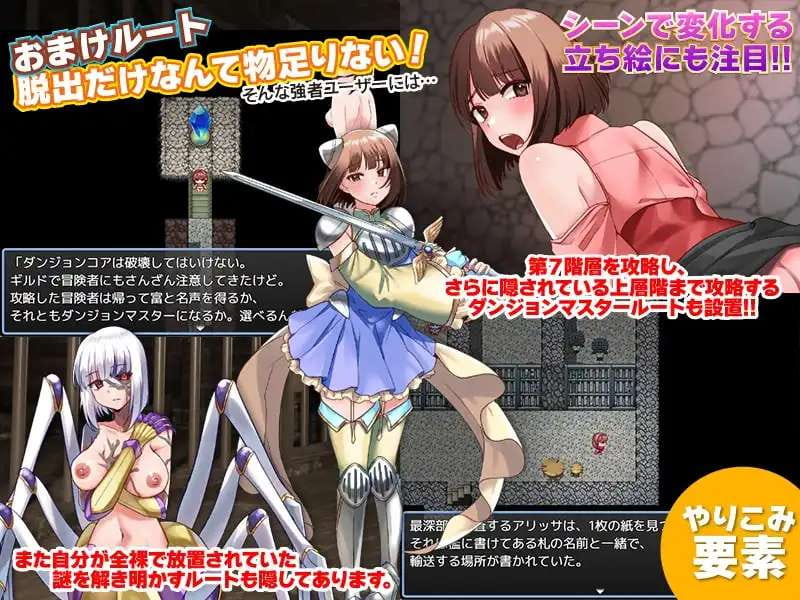 おまけルート
脱出だけなんて物足りない！
そんな強者ユーザーには…
シーンで変化する
立ち絵にも注目!!
「ダンジョンコアは破壊してはいけない。
ギルドで冒険者にもさんざん注意してきたけど。
攻略した冒険者は帰って富と名声を得るか、
それともダンジョンマスターになるか。選べるん
第７階層を攻略し、
さらに隠されている上層階まで攻略する
ダンジョンマスタールートも設置!!
また自分が全裸で放置されていた
謎を解き明かすルートも隠してあります。
最深部
するアリッサは、1枚の紙を見つ
に書けてある札の名前と一緒で、
輸送する場所が書かれていた。
やりこみ
要素